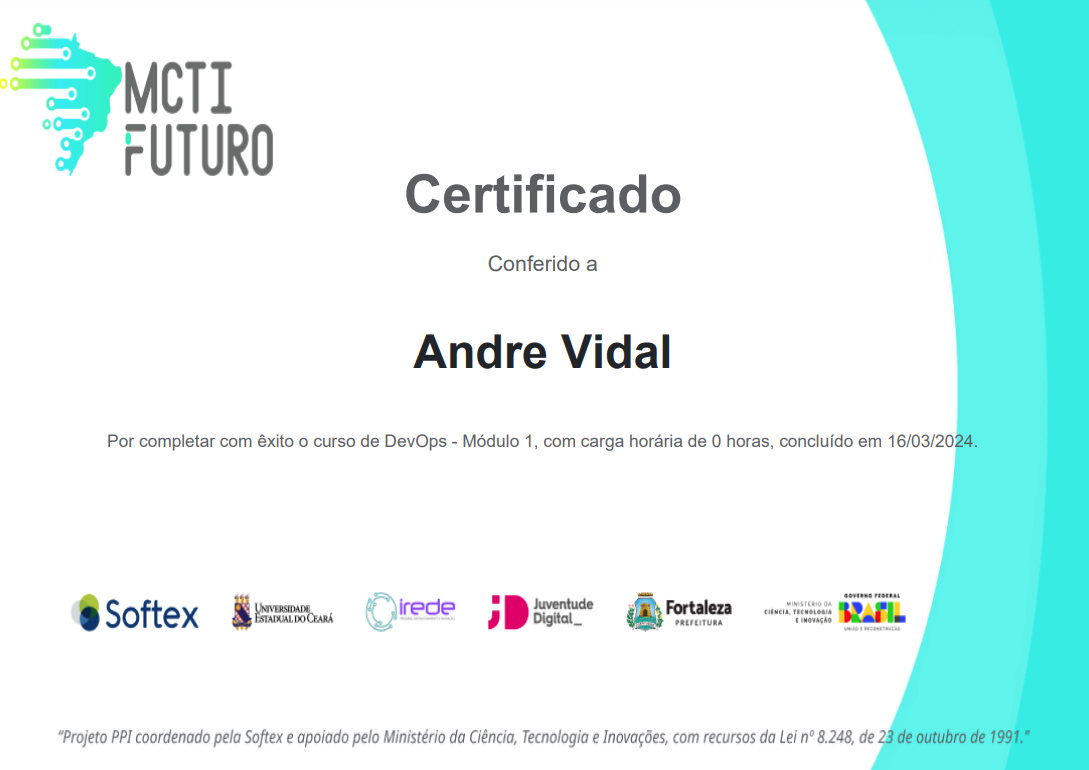 MCTI
FUTURO
Certificado
Conferido a
Andre Vidal
Por completar com êxito o curso de DevOps - Módulo 1, com carga horária de 0 horas, concluído em 16/03/2024.
Softex
UNIVERSIDADE
ESTADUAL DO CEARÁ
irede
Juventude
Digital_
Fortaleza
PREFEITURA
MINISTÉRIO DA
CIÊNCIA, TECNOLOGIA
E INOVAÇÃO
GOVERNO FEDERAL
BRASIL
UNIÃO E RECONSTRUÇÃO
"Projeto PPI coordenado pela Softex e apoiado pelo Ministério da Ciência, Tecnologia e Inovações, com recursos da Lei nº 8.248, de 23 de outubro de 1991."